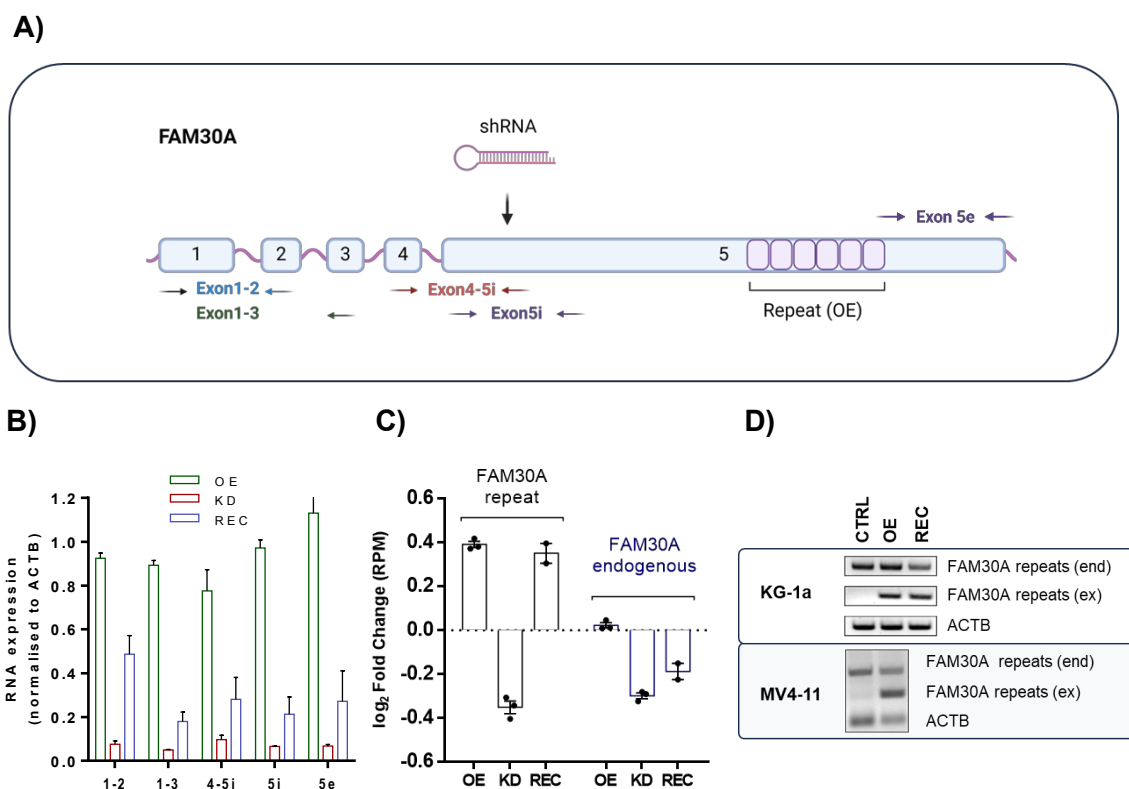 A)
FAM30A
shRNA
Exon 5e
1 2 3 4 5
Exon1-2
Exon4-5i
Exon1-3
Exon5i
Repeat (OE)
B)
RNA expression
(normalised to ACTB)
OE
KD
REC
1.2
1.0
0.8
0.6
0.4
0.2
0.0
1-2 1-3 4-5i 5i 5e
C)
log2 Fold Change (RPM)
FAM30A
repeat
FAM30A
endogenous
0.6
0.4
0.2
0.0
-0.2
-0.4
-0.6
OE KD REC OE KD REC
D)
CTRL
OE
REC
KG-1a
FAM30A repeats (end)
FAM30A repeats (ex)
ACTB
MV4-11
FAM30A repeats (end)
FAM30A repeats (ex)
ACTB